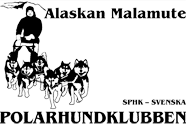 Alaskan Malamute
SPHK – SVENSKA
POLARHUNDKLUBBEN